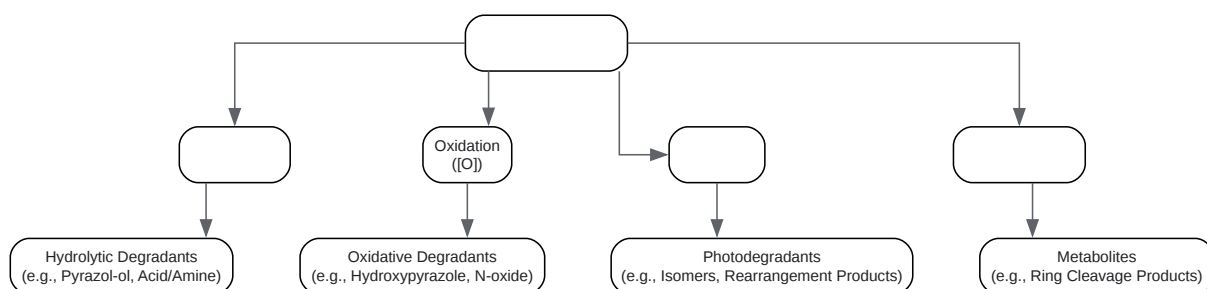 Oxidation
([O])
Hydrolytic Degradants
(e.g., Pyrazol-ol, Acid/Amine)
Oxidative Degradants
(e.g., Hydroxypyrazole, N-oxide)
Photodegradants
(e.g., Isomers, Rearrangement Products)
Metabolites
(e.g., Ring Cleavage Products)